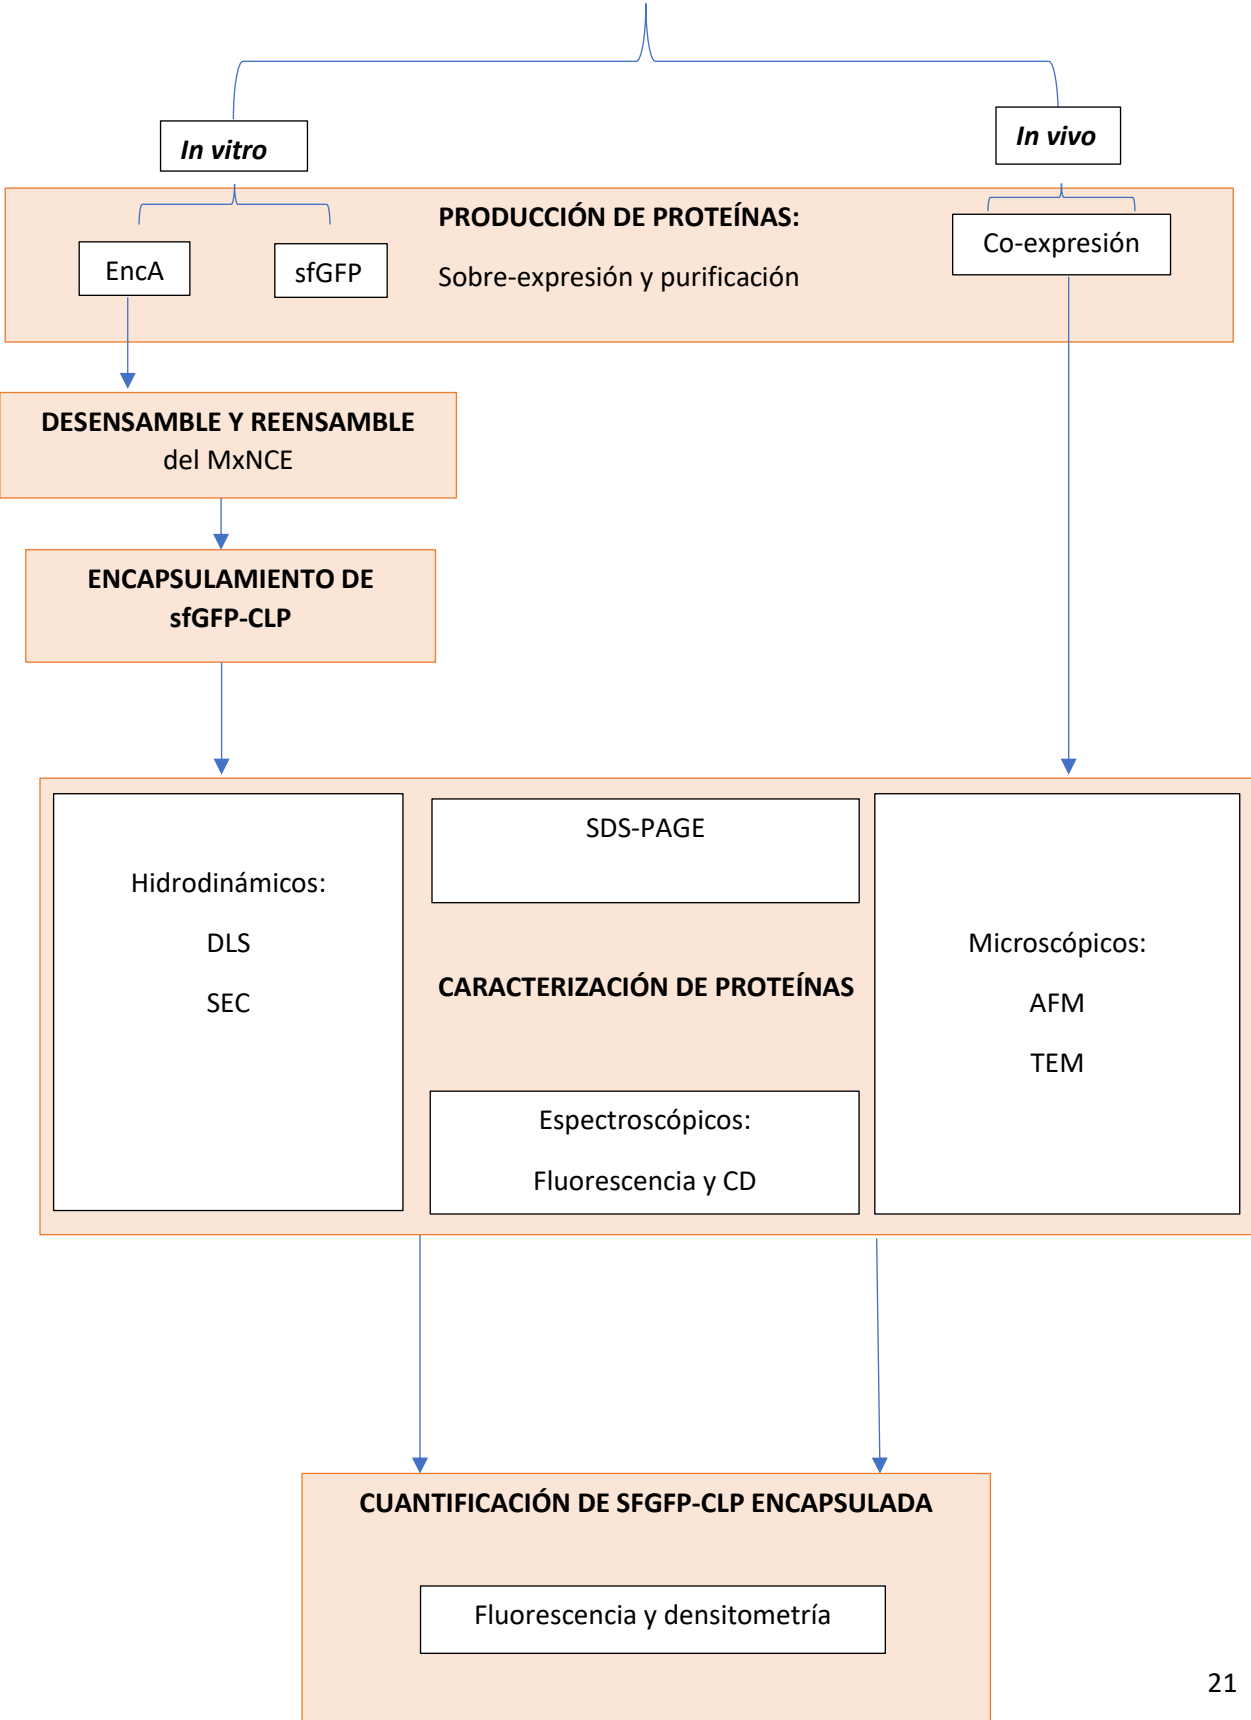 In vitro
In vivo
PRODUCCIÓN DE PROTEÍNAS:
EncA
sfGFP
Sobre-expresión y purificación
Co-expresión
DESENSAMBLE Y REENSAMBLE
del MxNCE
ENCAPSULAMIENTO DE
sfGFP-CLP
Hidrodinámicos:
DLS
SEC
SDS-PAGE
CARACTERIZACIÓN DE PROTEÍNAS
Espectroscópicos:
Fluorescencia y CD
Microscópicos:
AFM
TEM
CUANTIFICACIÓN DE SFGFP-CLP ENCAPSULADA
Fluorescencia y densitometría
21